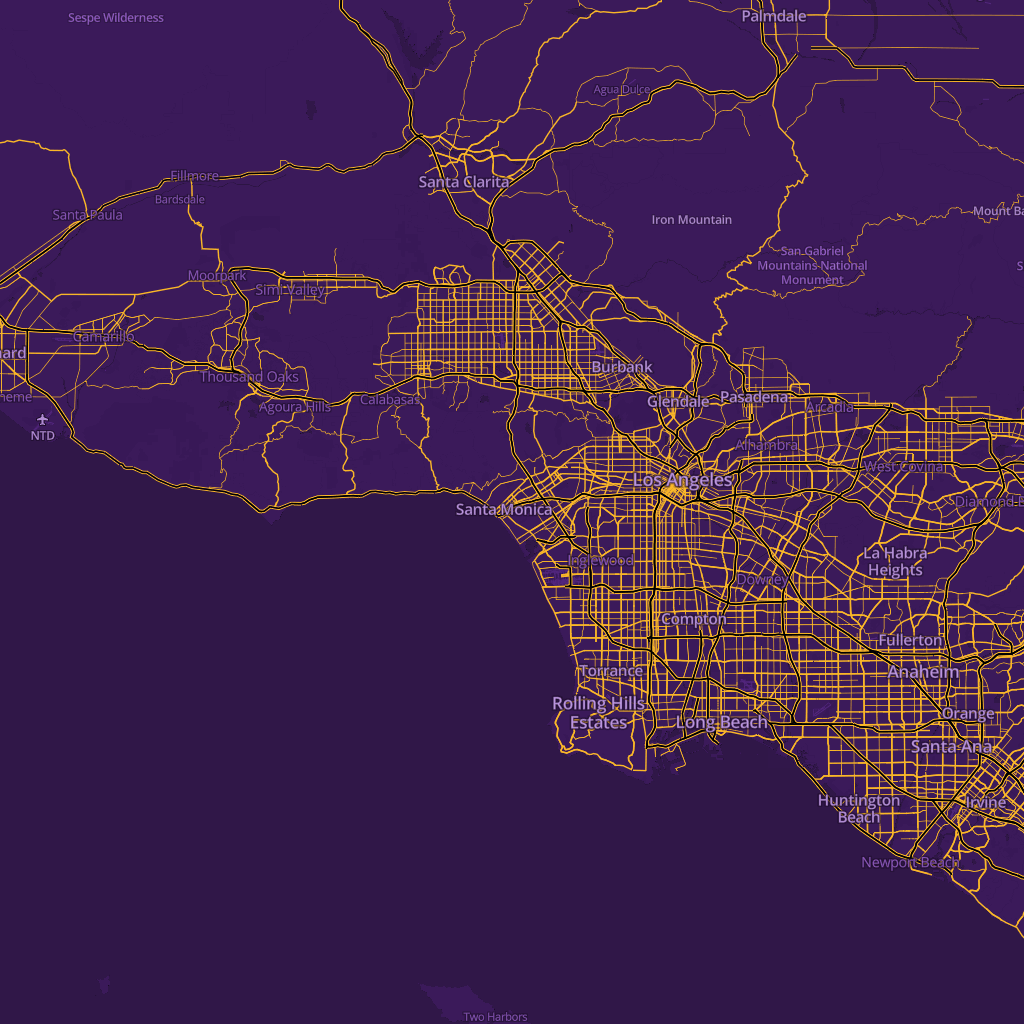 Sespe Wilderness
Palmdale
Agua Dulce
Fillmore
Santa Clarita
Bardsdale
Santa Paula
Iron Mountain
Mount Ba
San Gabriel
Mountains National
Monument
S
Moorpark
Simi Valley
Camarillo
nard
Burbank
Thousand Oaks
neme
Calabasas
Agoura Hills
Glendale
Pasadena
Arcadia
NTD
Alhambra
West Covina
Los Angeles
Diamond B
Santa Monica
La Habra
Heights
Inglewood
Downey
Compton
Fullerton
Torrance
Anaheim
Rolling Hills
Estates
Orange
Long Beach
Santa Ana
Huntington
Beach
Irvine
Newport Beach
Two Harbors